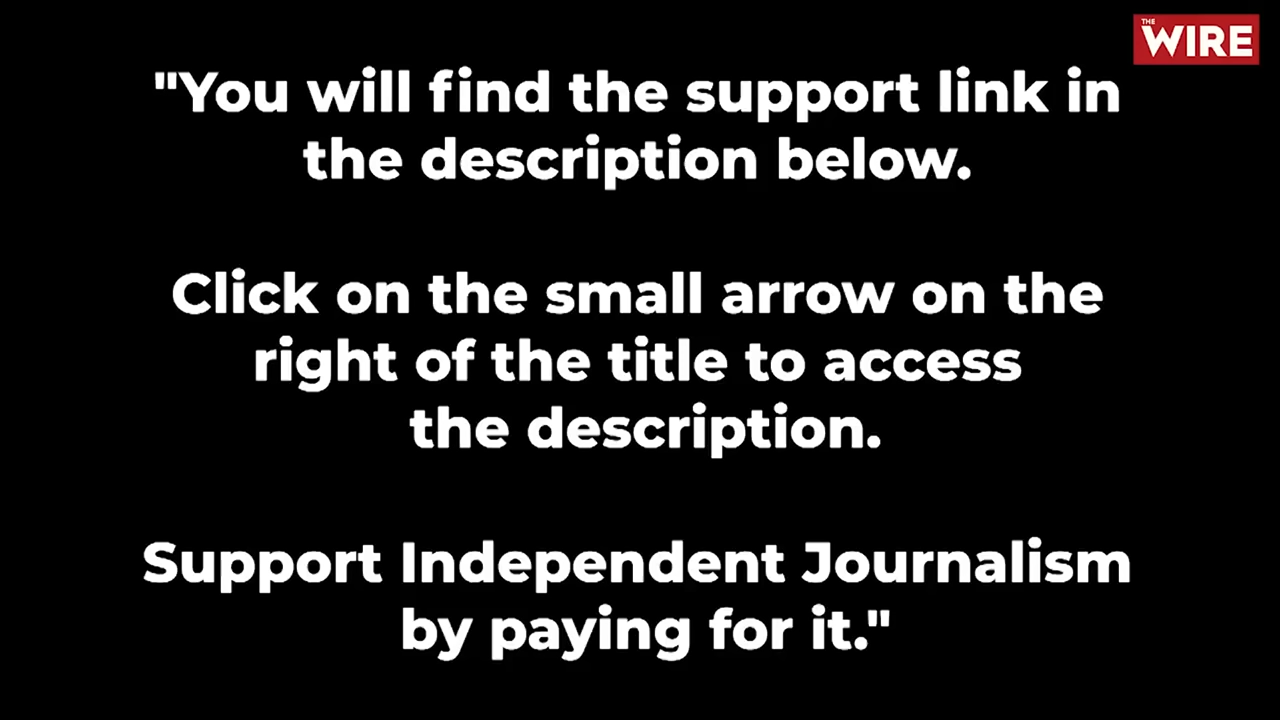 THE
WIRE
"You will find the support link in
the description below.
Click on the small arrow on the
right of the title to access
the description.
Support Independent Journalism
by paying for it."